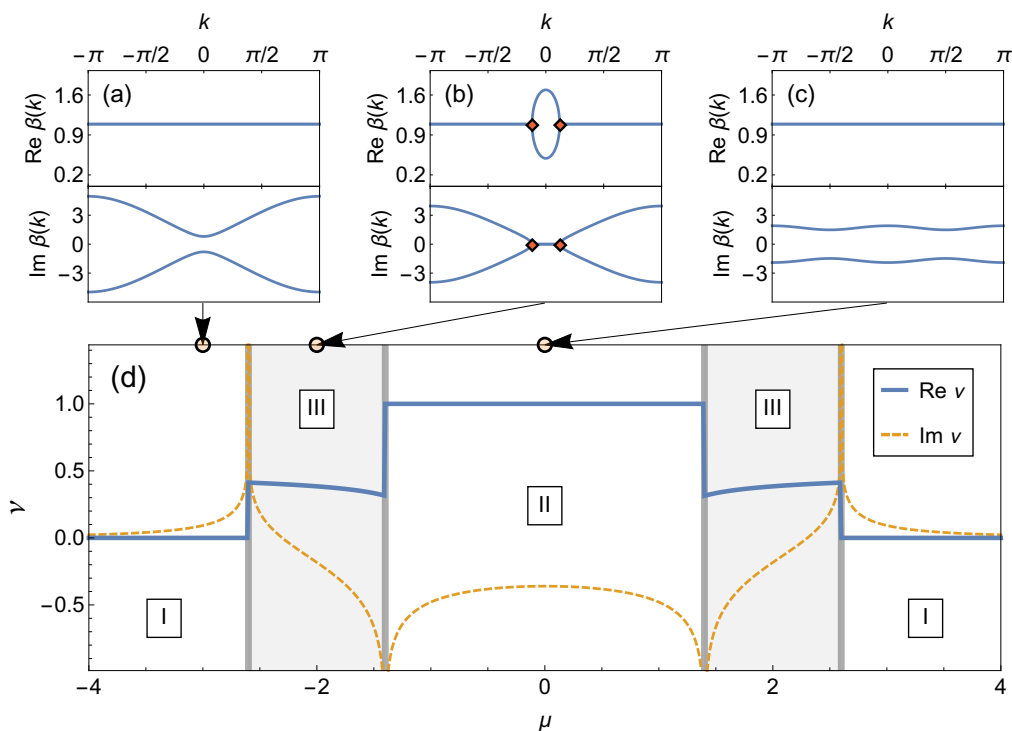 k k k
−π −π/2 0 π/2 π −π −π/2 0 π/2 π −π −π/2 0 π/2 π
(a) (b) (c)
Re β(k) 1.6 0.9 0.2 Re β(k) 1.6 0.9 0.2 Re β(k) 1.6 0.9 0.2
Im β(k) 3 0 −3 Im β(k) 3 0 −3 Im β(k) 3 0 −3
(d)
III III
Re ν
Im ν
1.0
0.5
ν
II
0.0
−0.5
I I
−4 −2 0 2 4
μ